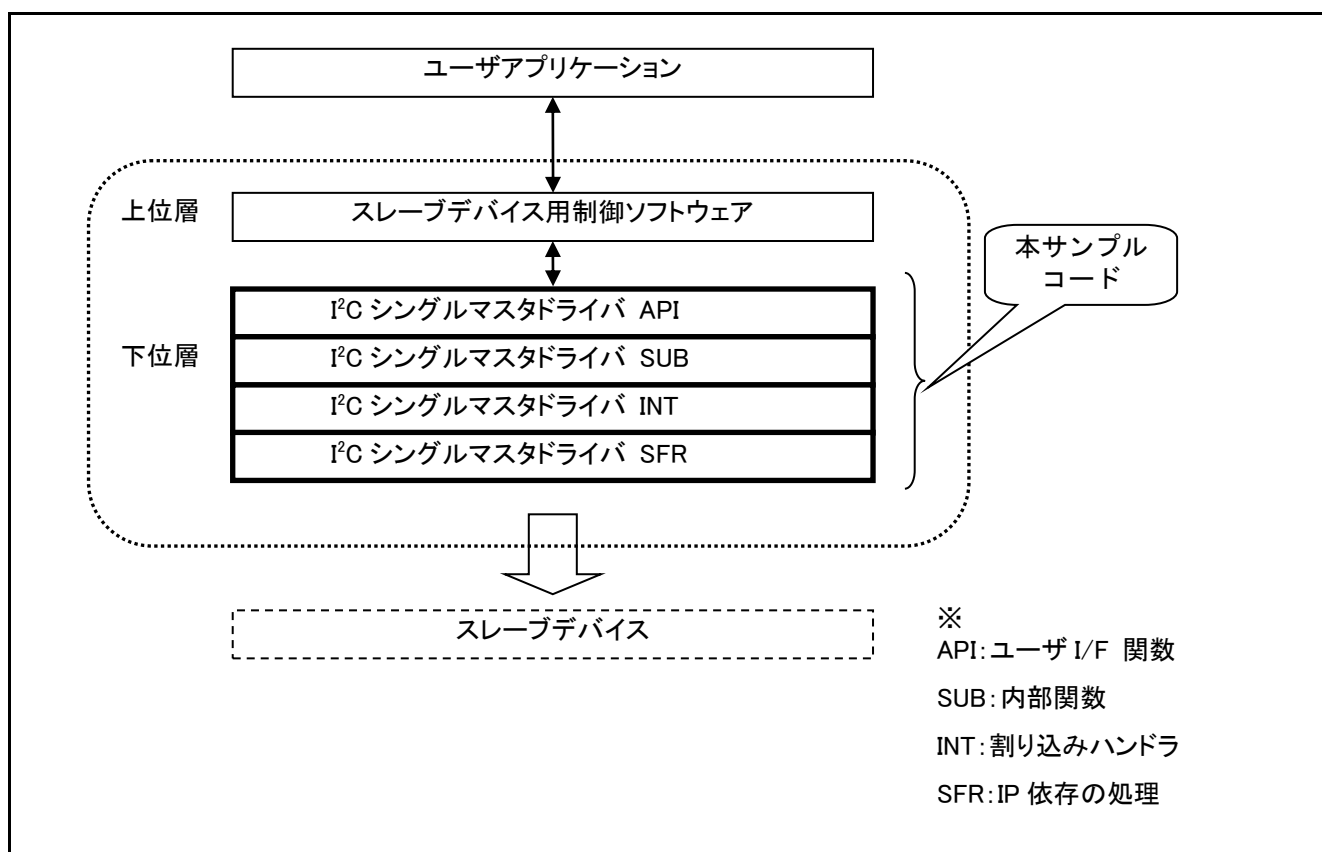 ユーザアプリケーション
上位層
スレーブデバイス用制御ソフトウェア
本サンプル
コード
I²C シングルマスタドライバ API
下位層
I²C シングルマスタドライバ SUB
I²C シングルマスタドライバ INT
I²C シングルマスタドライバ SFR
スレーブデバイス
※
API:ユーザ I/F 関数
SUB:内部関数
INT:割り込みハンドラ
SFR:IP 依存の処理